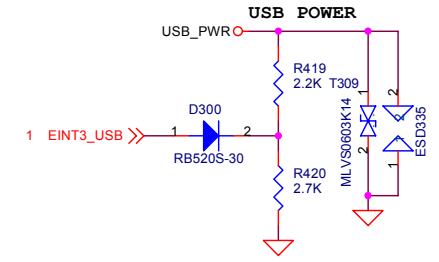 USB POWER
USB_PWR
R419
2.2K
T309
D300
1 EINT3_USB
1
2
RB520S-30
R420
2.7K
1
MLVS0603K14
2
2
ESD335
1